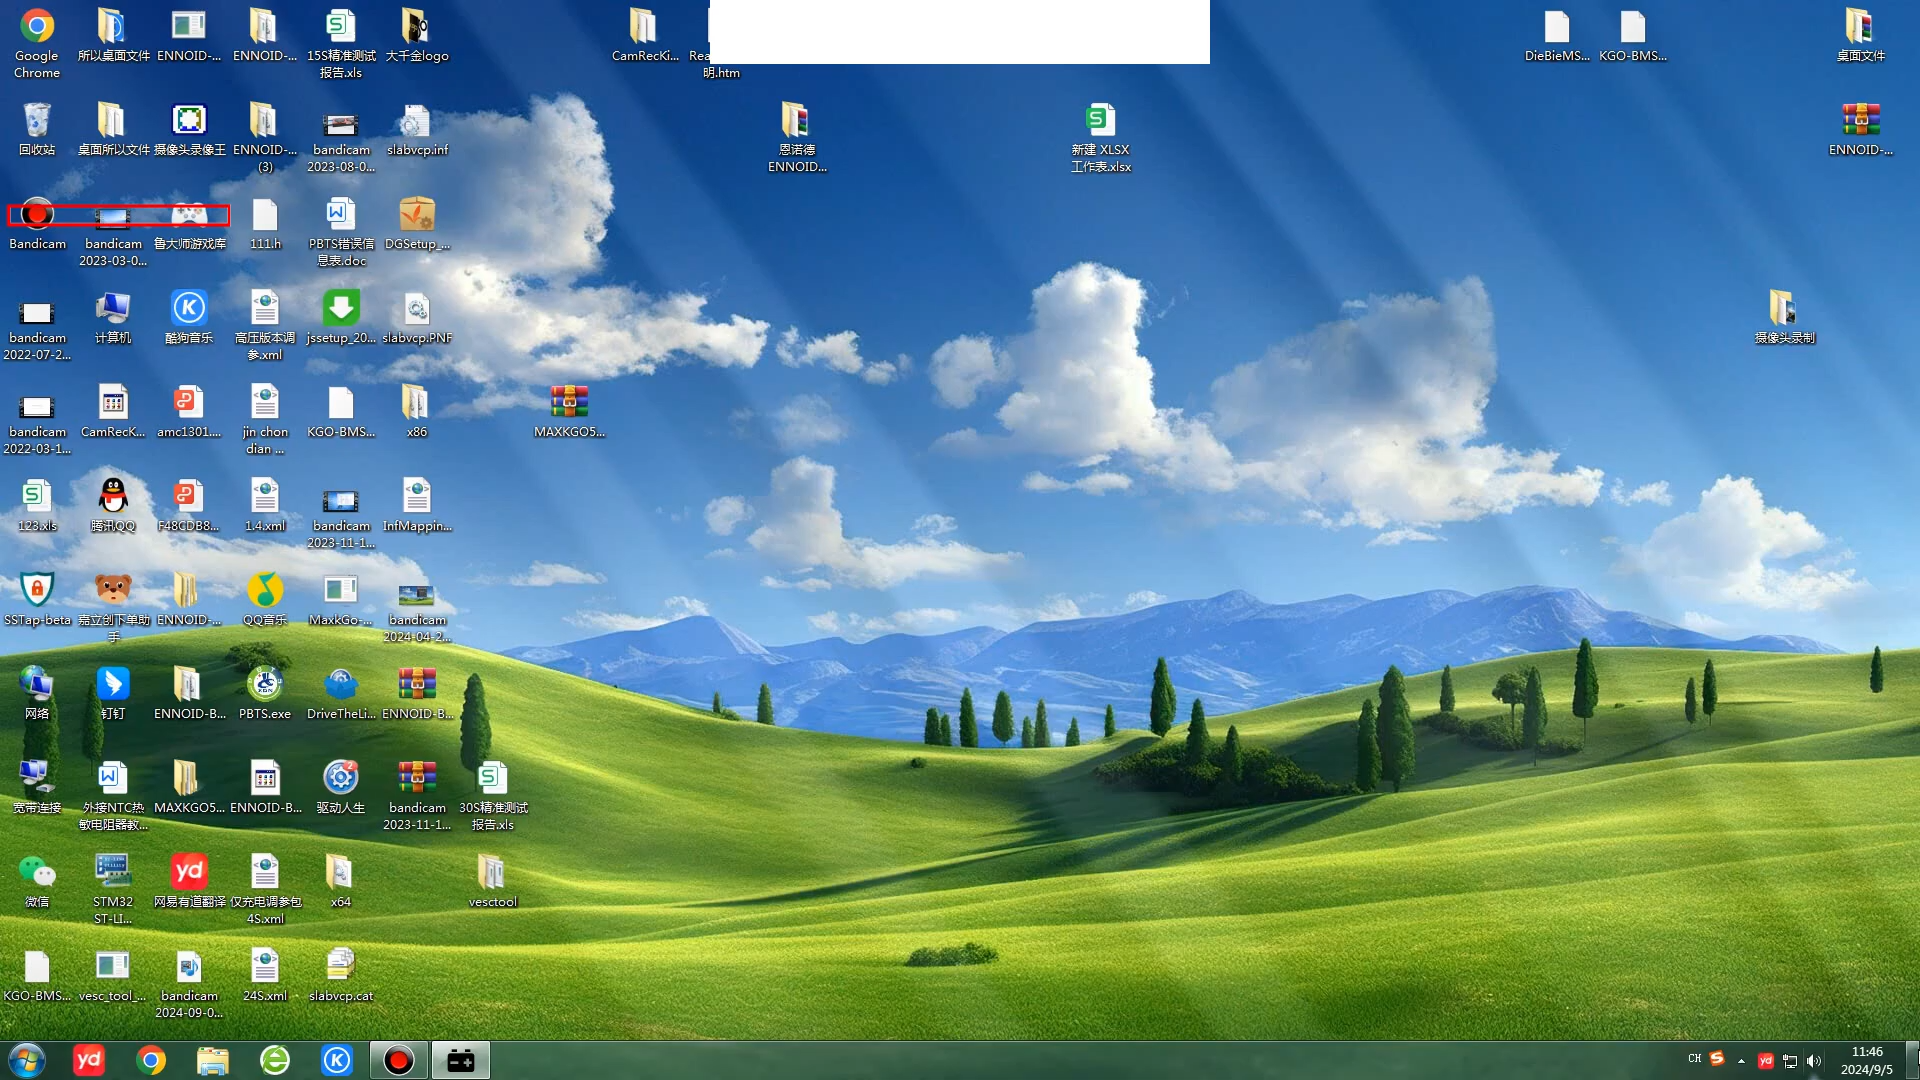 Google
Chrome
所以桌面文件
ENNOID-...
ENNOID-...
15S精准测试
报告.xls
大千金logo
CamRecKi...
Rea
明.htm
DieBieMS...
KGO-BMS...
桌面文件
回收站
桌面所以文件
摄像头录像王
ENNOID-...
(3)
bandicam
2023-08-0...
slabvcp.inf
恩诺德
ENNOID...
新建 XLSX
工作表.xlsx
ENNOID-...
Bandicam
bandicam
2023-03-0...
鲁大师游戏库
111.h
PBTS错误信
息表.doc
DGSetup_...
bandicam
2022-07-2...
计算机
酷狗音乐
高压版本调
参.xml
jssetup_20...
slabvcp.PNF
摄像头录制
bandicam
2022-03-1...
CamRecK...
amc1301....
jin chon
dian ...
KGO-BMS...
x86
MAXKGO5...
123.xls
腾讯QQ
F48CDB8...
1.4.xml
bandicam
2023-11-1...
InfMappin...
SSTap-beta
嘉立创下单助
手
ENNOID-...
QQ音乐
MaxkGo-...
bandicam
2024-04-2...
网络
钉钉
ENNOID-B...
PBTS.exe
DriveTheLi...
ENNOID-B...
宽带连接
外接NTC热
敏电阻器教...
MAXKGO5...
ENNOID-B...
驱动人生
bandicam
2023-11-1...
30S精准测试
报告.xls
微信
STM32
ST-LI...
网易有道翻译
仅充电调参包
4S.xml
x64
vesctool
KGO-BMS...
vesc_tool_...
bandicam
2024-09-0...
24S.xml
slabvcp.cat
yd
CH
yd
11:46
2024/9/5